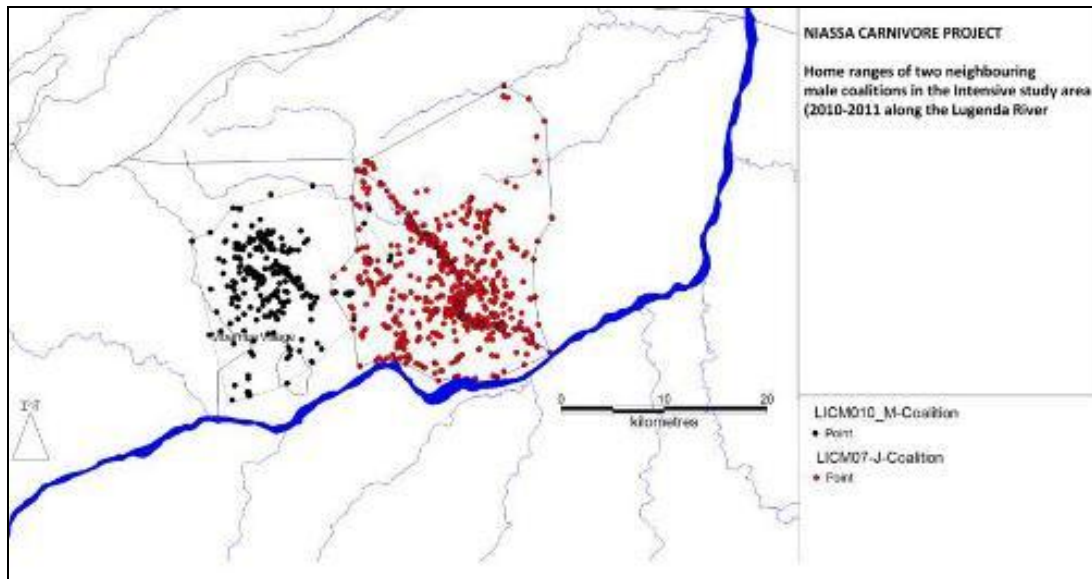 NIASSA CARNIVORE PROJECT
Home ranges of two neighbouring
male coalitions in the Intensive study area
(2010-2011 along the Lugenda River
Village
0 10 20
kilometres
LICM010_M-Coalition
Point
LICM07-J-Coalition
Point